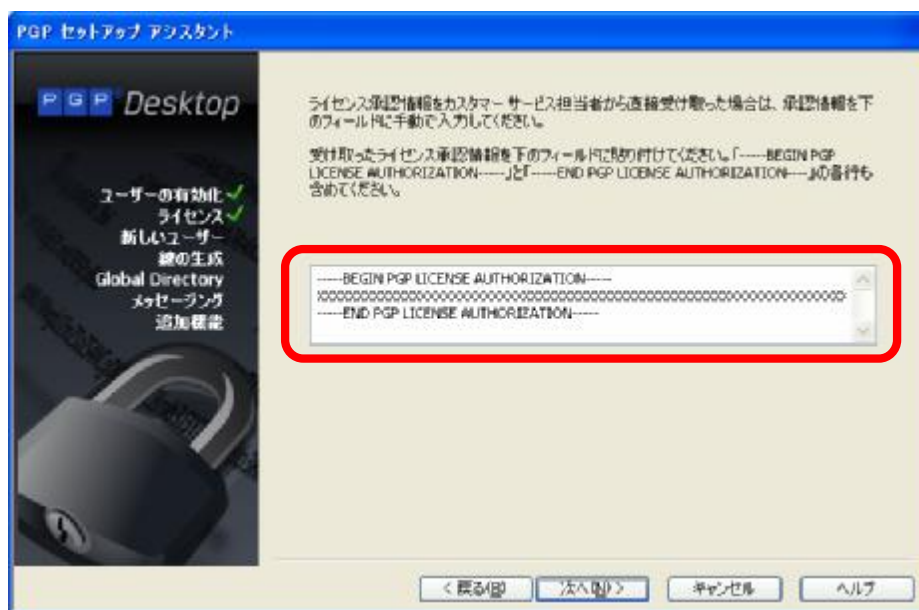 PGP セットアップ アシスタント
PGP Desktop
ユーザーの有効化
ライセンス
新しいユーザー
鍵の生成
Global Directory
メッセージング
追加機能
ライセンス承認情報をカスタマー サービス担当者から直接受け取った場合は、承認情報を下
のフィールドに手動で入力してください。
受け取ったライセンス承認情報を下のフィールドに貼り付けてください。「-----BEGIN PGP
LICENSE AUTHORIZATION-----」と「-----END PGP LICENSE AUTHORIZATION-----」の各行も
含めてください。
-----BEGIN PGP LICENSE AUTHORIZATION-----
-----END PGP LICENSE AUTHORIZATION-----
< 戻る(B)
次へ(N) >
キャンセル
ヘルプ